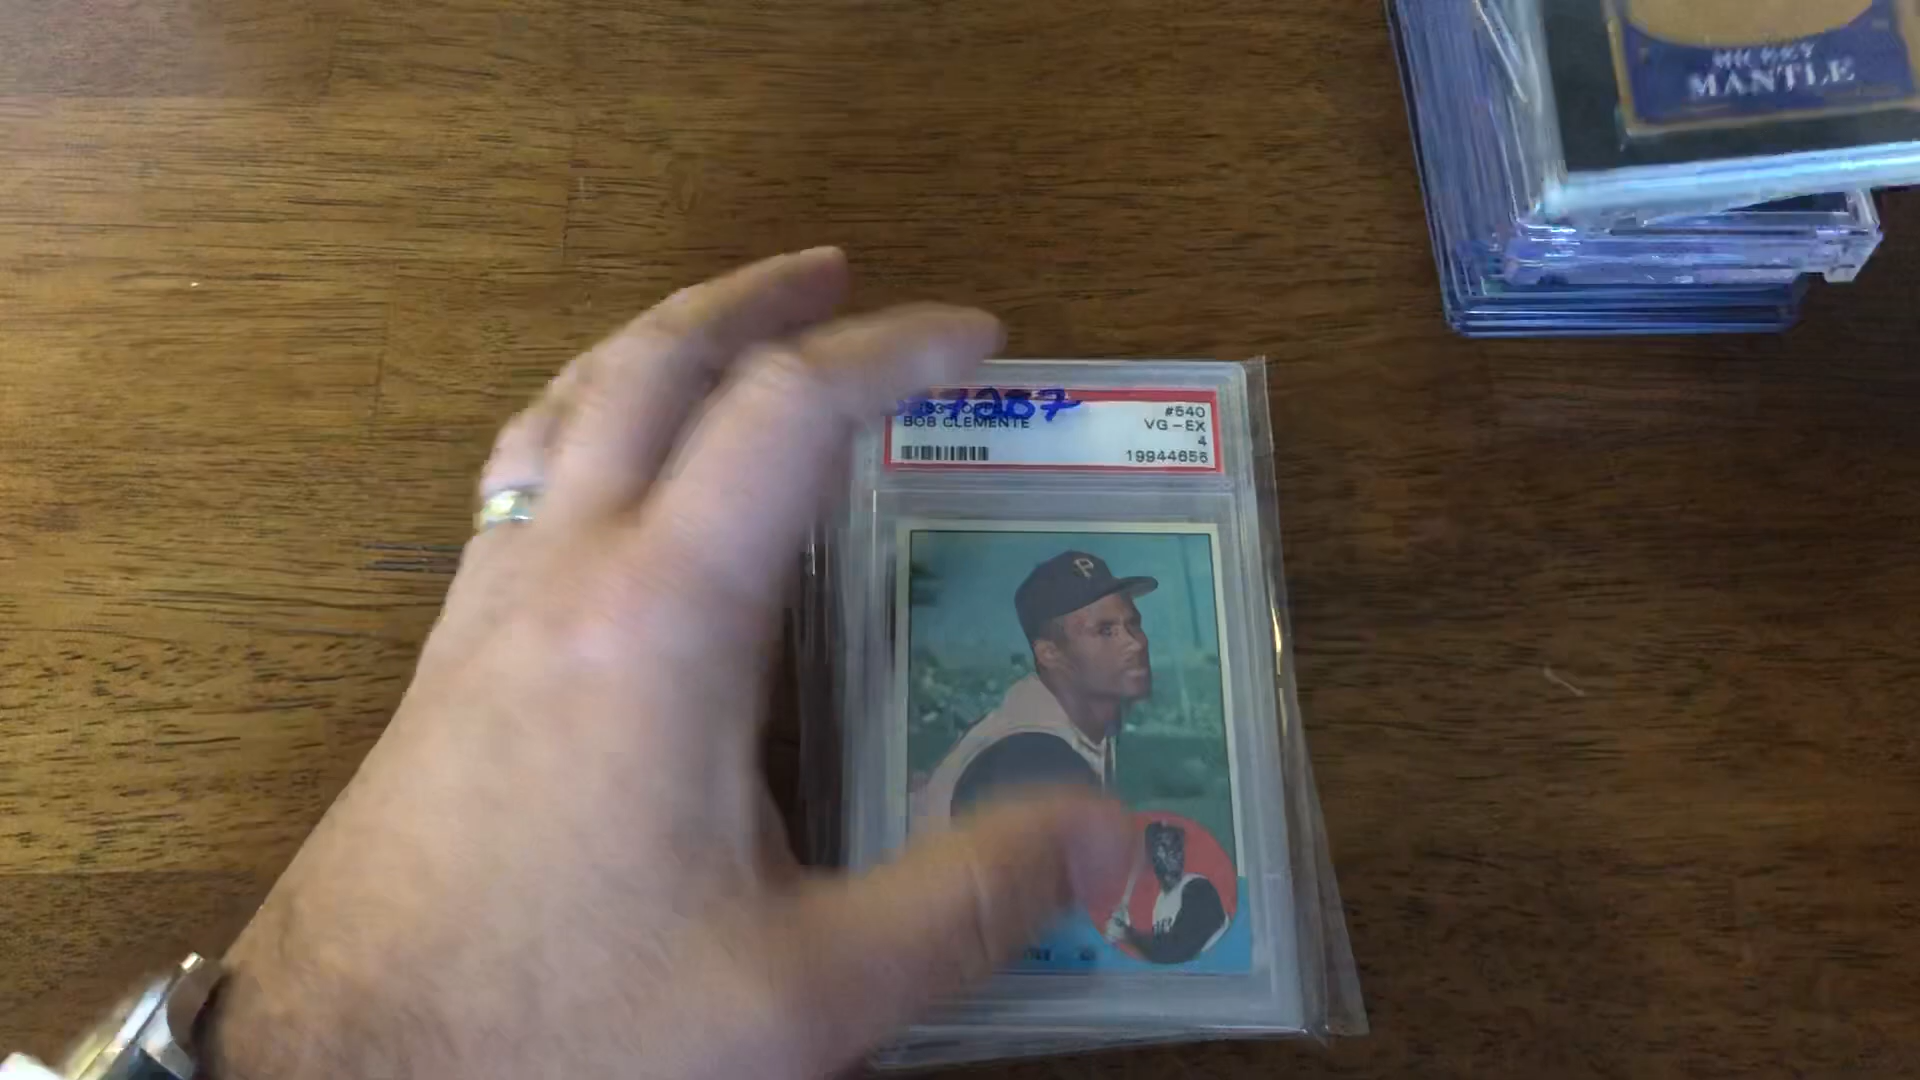 MICKEY
MANTLE
#540
BOB CLEMENTE
VG-EX
4
19944656
P